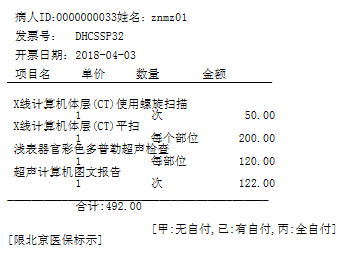 病人ID:0000000033姓名: znmz01
发票号: DHCSSP32
开票日期: 2018-04-03
项目名 单价 数量 金额
X线计算机体层(CT)使用螺旋扫描
1 次 50.00
X线计算机体层(CT)平扫
1 每个部位 200.00
浅表器官彩色多普勒超声检查
1 每部位 120.00
超声计算机图文报告
1 次 122.00
合计:492.00
[甲:无自付,已:有自付,丙:全自付]
[限北京医保标示]